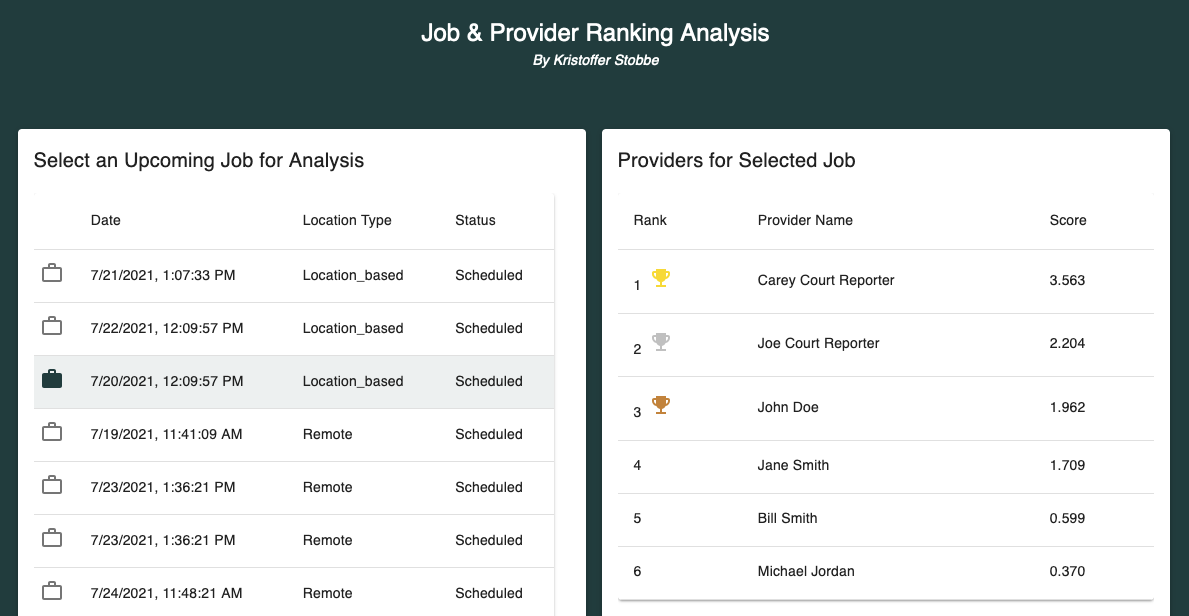 Job & Provider Ranking Analysis
By Kristoffer Stobbe
Select an Upcoming Job for Analysis
Date Location Type Status
7/21/2021, 1:07:33 PM Location_based Scheduled
7/22/2021, 12:09:57 PM Location_based Scheduled
7/20/2021, 12:09:57 PM Location_based Scheduled
7/19/2021, 11:41:09 AM Remote Scheduled
7/23/2021, 1:36:21 PM Remote Scheduled
7/23/2021, 1:36:21 PM Remote Scheduled
7/24/2021, 11:48:21 AM Remote Scheduled
Providers for Selected Job
Rank Provider Name Score
1 Carey Court Reporter 3.563
2 Joe Court Reporter 2.204
3 John Doe 1.962
4 Jane Smith 1.709
5 Bill Smith 0.599
6 Michael Jordan 0.370